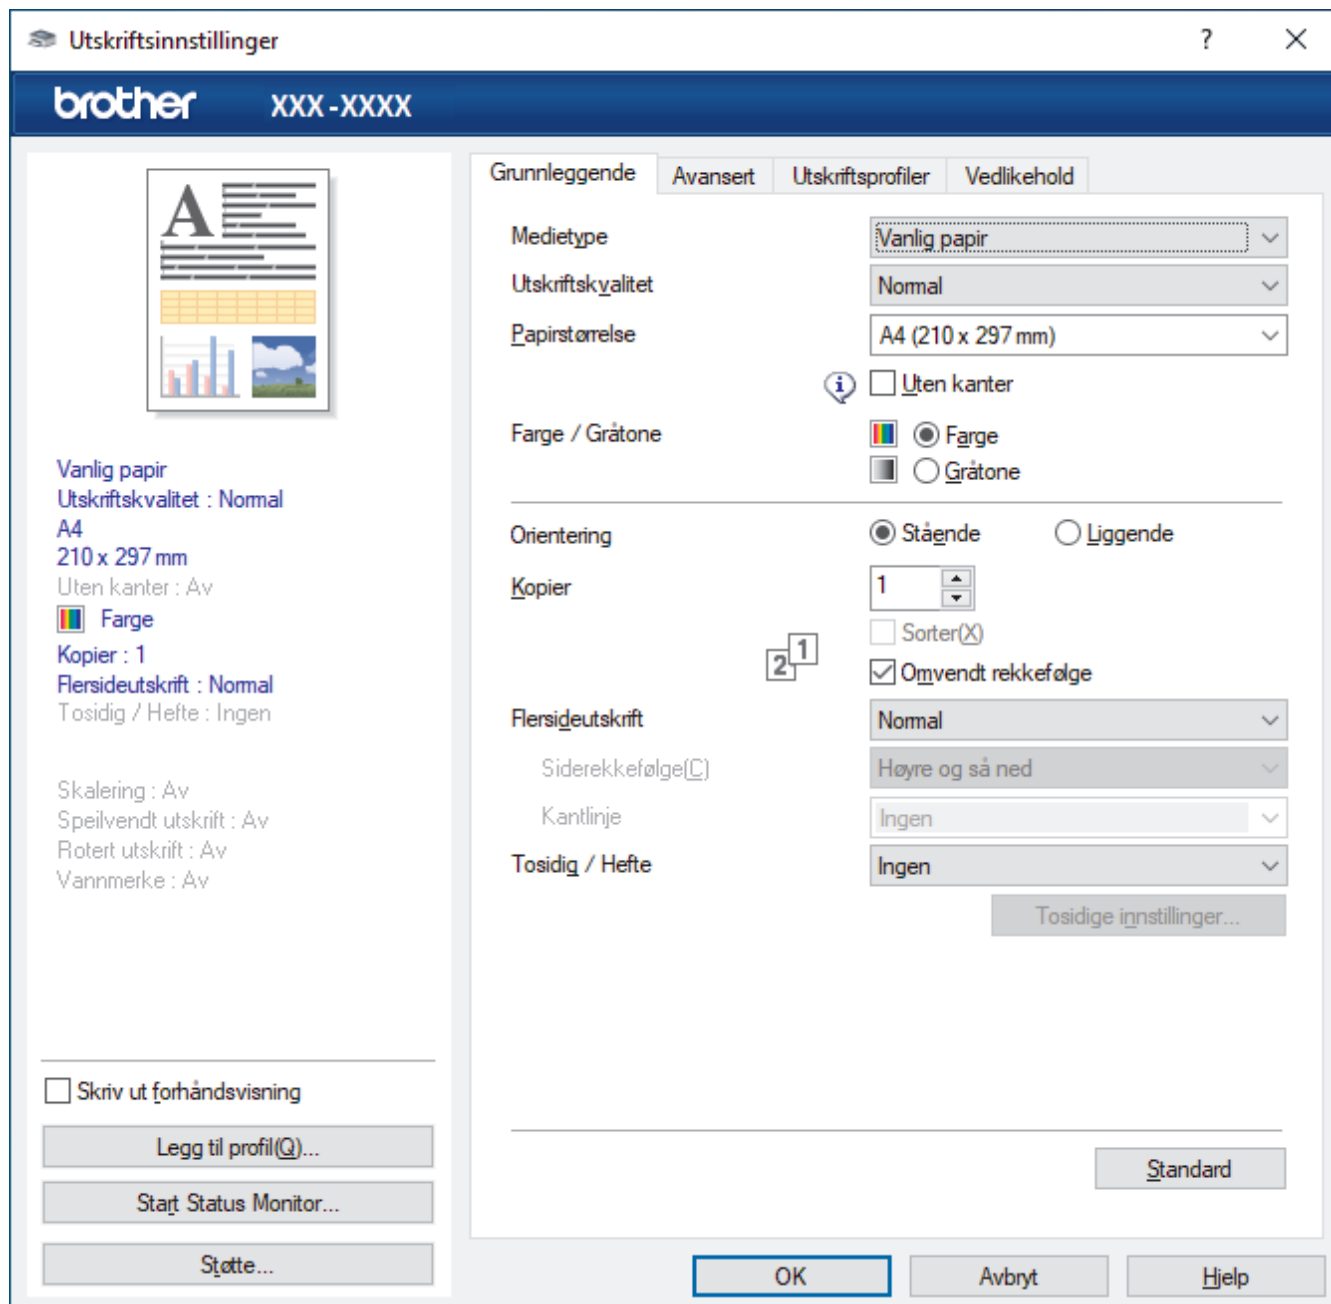 Utskriftsinnstillinger ?
brother XXX-XXXX
A
Vanlig papir
Utskriftskvalitet : Normal
A4
210 x 297 mm
Uten kanter : Av
Farge
Kopier : 1
Flersideutskrift : Normal
Tosidig / Hefte : Ingen
Skalering : Av
Speilvendt utskrift : Av
Rotert utskrift : Av
Vannmerke : Av
Skriv ut forhåndsvisning
Legg til profil(Q)...
Start Status Monitor...
Støtte...
Grunnleggende Avansert Utskriftsprofiler Vedlikehold
Medietype Vanlig papir
Utskriftskvalitet Normal
Papirstørrelse A4 (210 x 297 mm)
i Uten kanter
Farge / Gråtone Farge
Gråtone
Orientering Stående Liggende
Kopier 1
Sorter(X)
2 1
Omvendt rekkefølge
Flersideutskrift Normal
Siderekkefølge(C) Høyre og så ned
Kantlinje Ingen
Tosidig / Hefte Ingen
Tosidige innstillinger...
Standard
OK Avbryt Hjelp